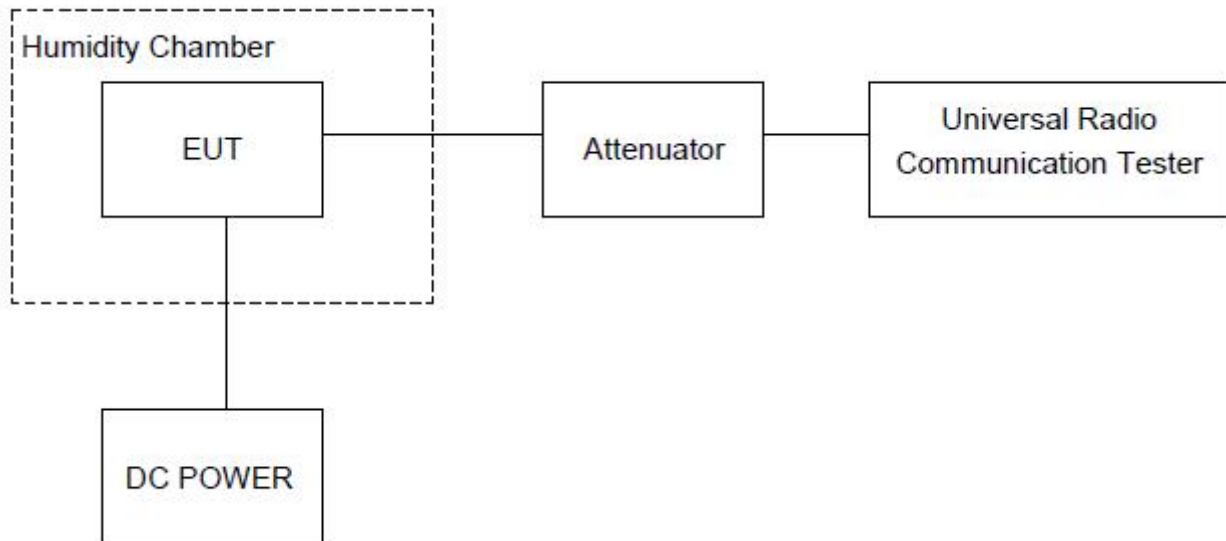 Humidity Chamber
EUT
Attenuator
Universal Radio
Communication Tester
DC POWER